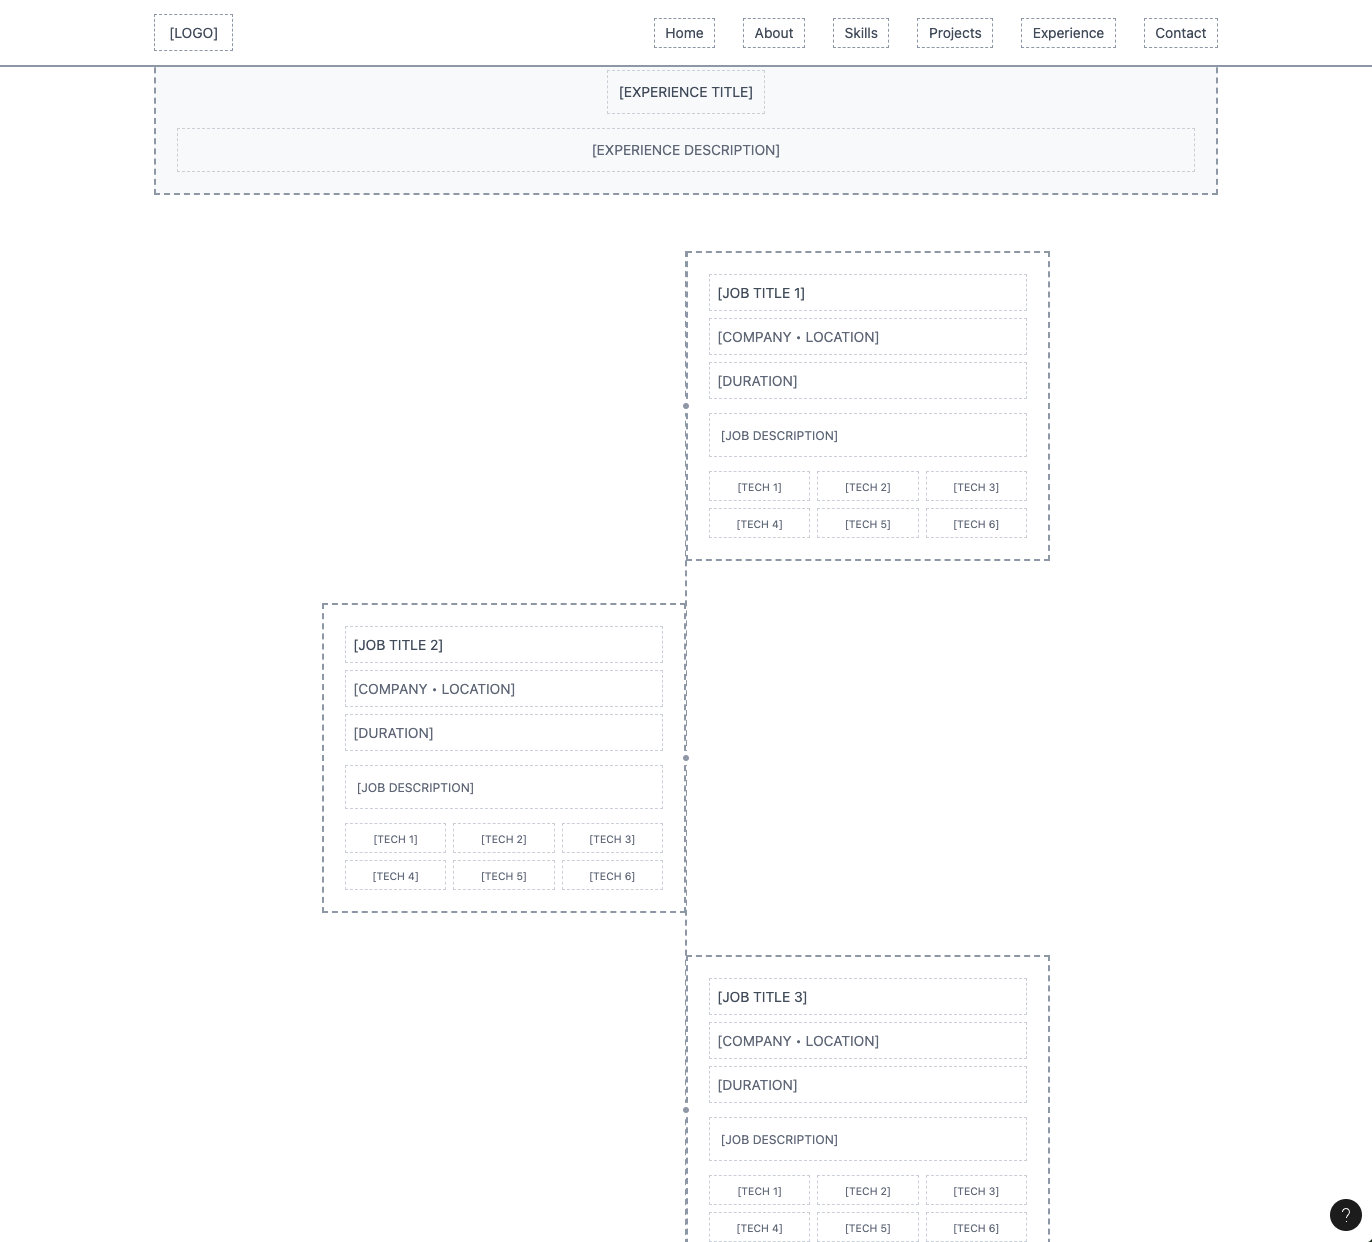 [LOGO] Home About Skills Projects Experience Contact
[EXPERIENCE TITLE]
[EXPERIENCE DESCRIPTION]
[JOB TITLE 1]
[COMPANY • LOCATION]
[DURATION]
[JOB DESCRIPTION]
[TECH 1] [TECH 2] [TECH 3]
[TECH 4] [TECH 5] [TECH 6]
[JOB TITLE 2]
[COMPANY • LOCATION]
[DURATION]
[JOB DESCRIPTION]
[TECH 1] [TECH 2] [TECH 3]
[TECH 4] [TECH 5] [TECH 6]
[JOB TITLE 3]
[COMPANY • LOCATION]
[DURATION]
[JOB DESCRIPTION]
[TECH 1] [TECH 2] [TECH 3]
[TECH 4] [TECH 5] [TECH 6]
?